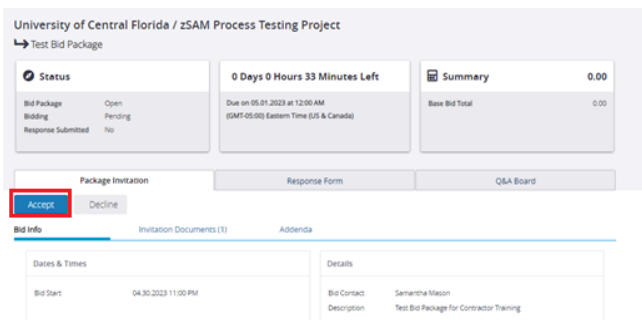 University of Central Florida / zSAM Process Testing Project
Test Bid Package
Status
Bid Package Open
Bidding Pending
Response Submitted No
0 Days 0 Hours 33 Minutes Left
Due on 05.01.2023 at 12:00 AM
(GMT-05:00) Eastern Time (US & Canada)
Summary 0.00
Base Bid Total 0.00
Package Invitation Response Form Q&A Board
Accept Decline
Bid Info Invitation Documents (1) Addenda
Dates & Times
Bid Start 04.30.2023 11:00 PM
Details
Bid Contact Samantha Mason
Description Test Bid Package for Contractor Training